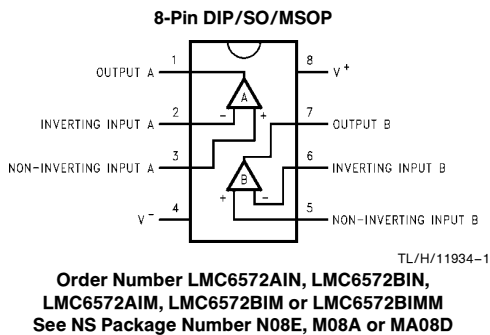 8-Pin DIP/SO/MSOP
OUTPUT A 1
8 V+
A
- +
INVERTING INPUT A 2
7 OUTPUT B
NON-INVERTING INPUT A 3
6 INVERTING INPUT B
B
+ -
V- 4
5 NON-INVERTING INPUT B
TL/H/11934-1
Order Number LMC6572AIN, LMC6572BIN,
LMC6572AIM, LMC6572BIM or LMC6572BIMM
See NS Package Number N08E, M08A or MA08D